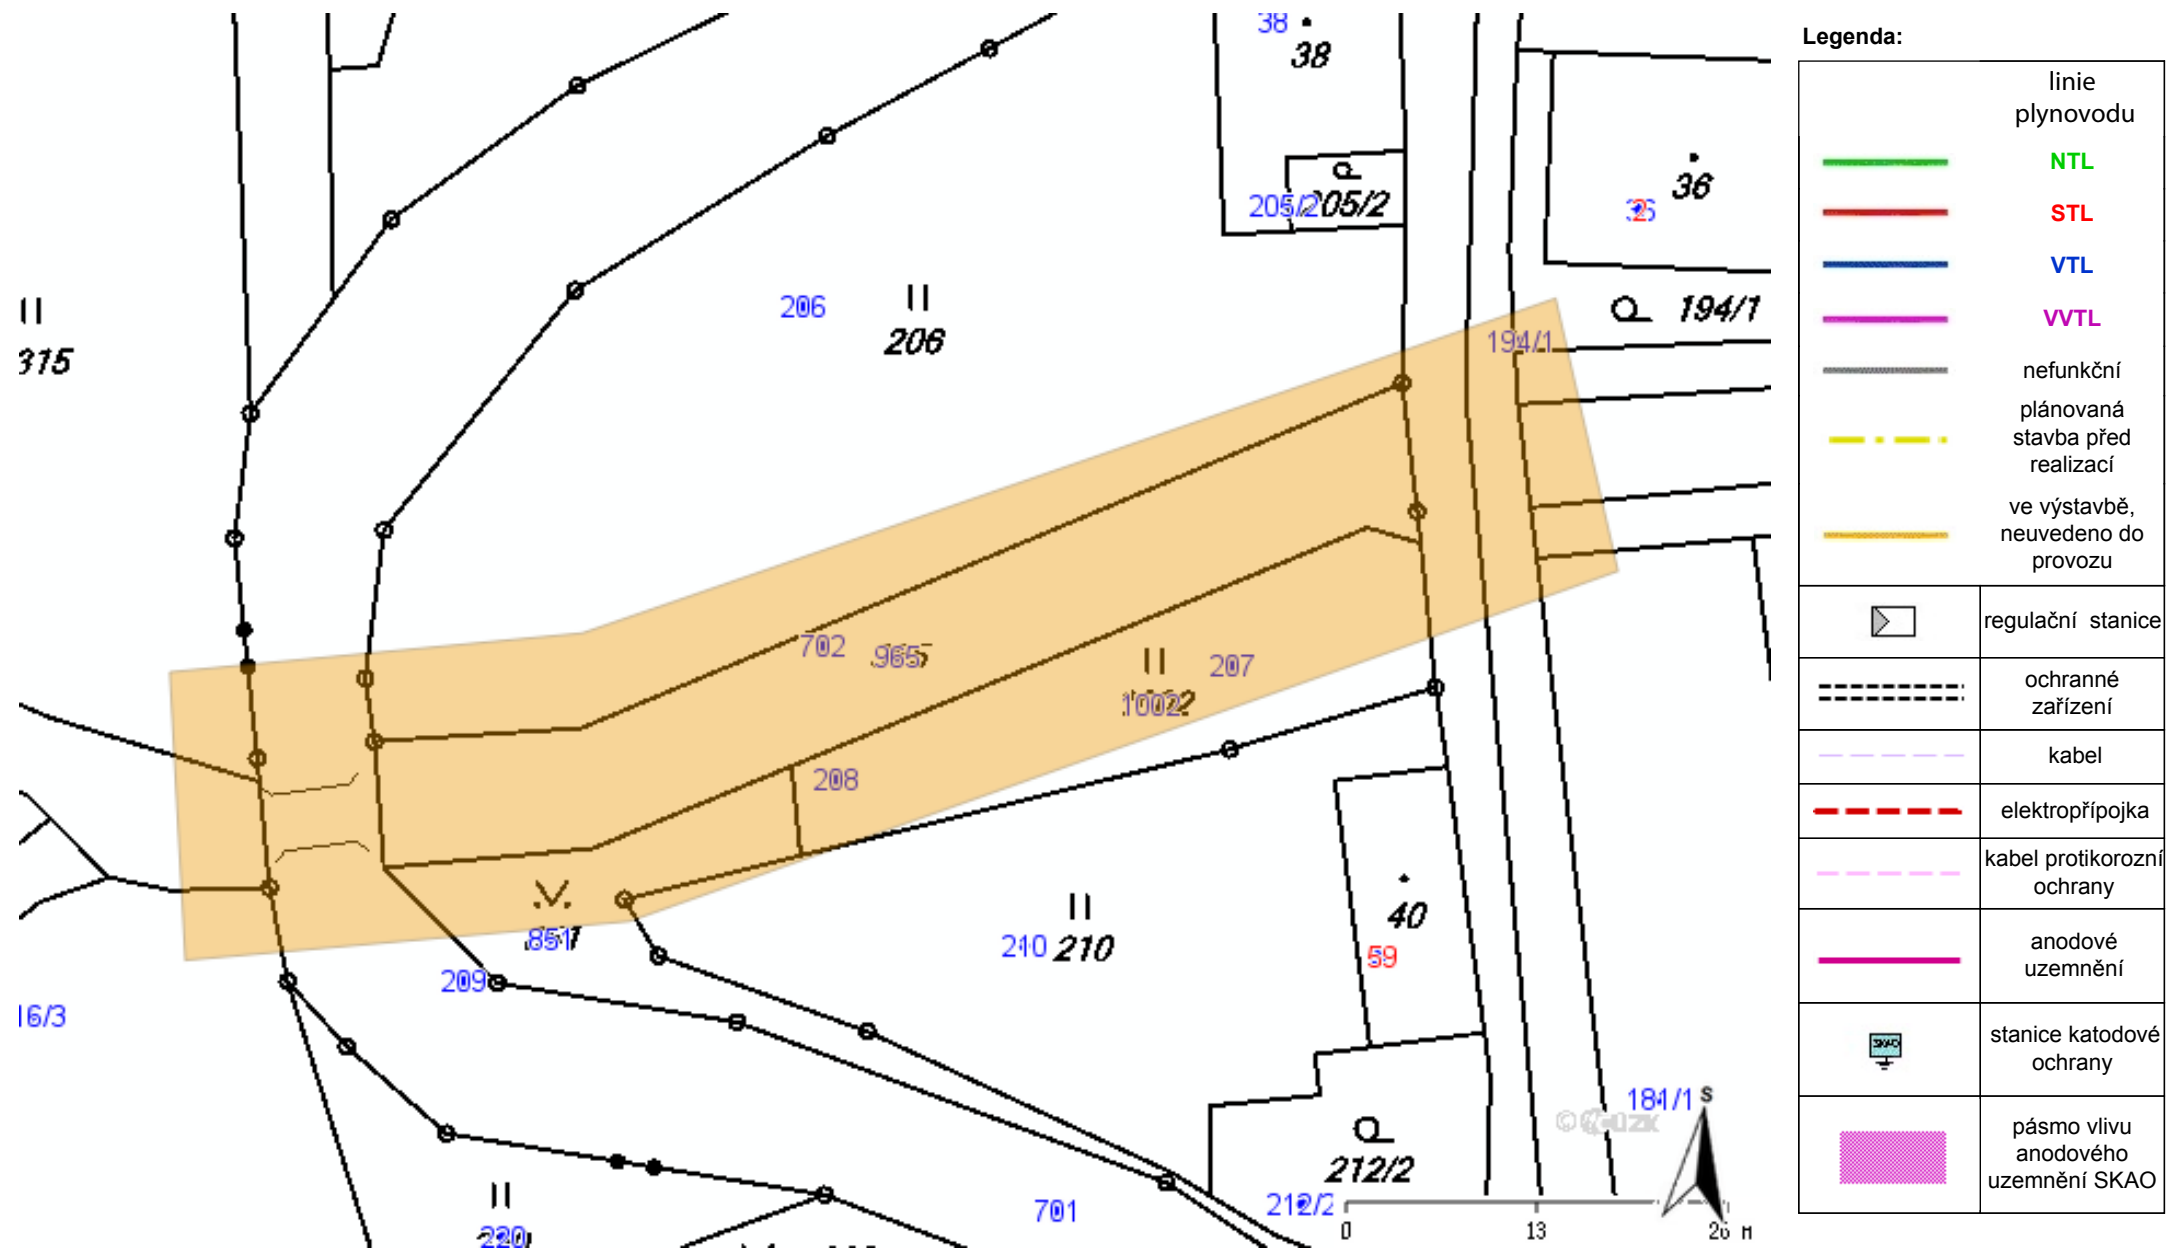 38
38
205/2
205/2
36
206
206
315
194/1
194/1
702
965
207
1002
208
851
209
210
210
40
59
16/3
181/1
S
212/2
212/2
701
220
0 13 26 M
Legenda:
linie
plynovodu
NTL
STL
VTL
VVTL
nefunkční
plánovaná
stavba před
realizací
ve výstavbě,
neuvedeno do
provozu
regulační stanice
ochranné
zařízení
kabel
elektropřípojka
kabel protikorozní
ochrany
anodové
uzemnění
SKAO
stanice katodové
ochrany
pásmo vlivu
anodového
uzemnění SKAO